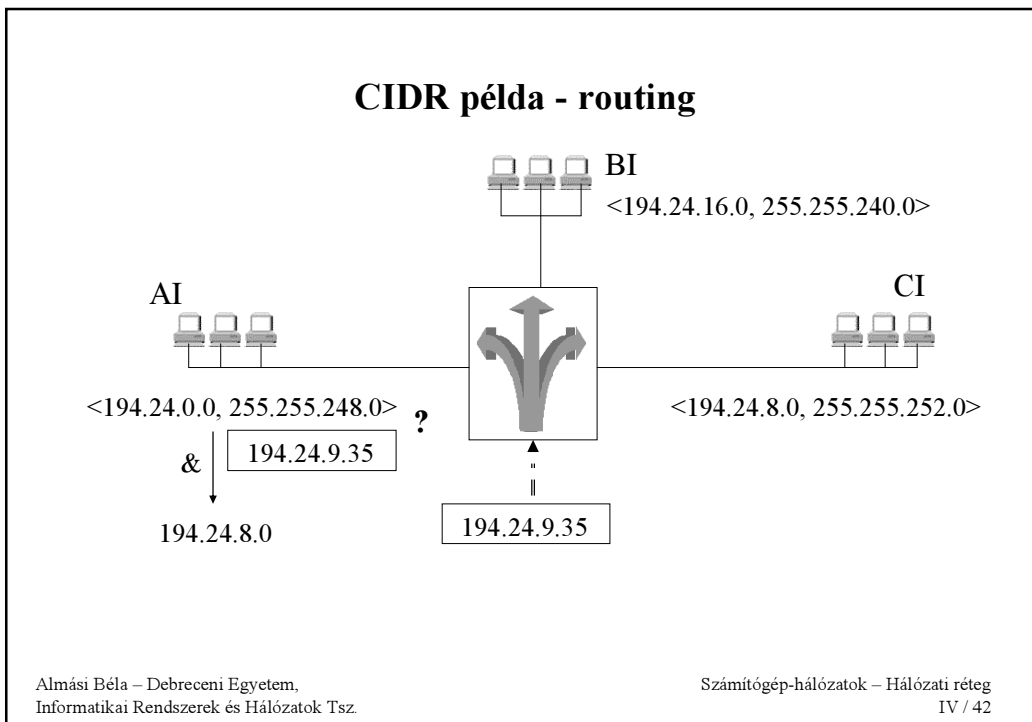 CIDR példa - routing
BI
<194.24.16.0, 255.255.240.0>
AI
CI
<194.24.0.0, 255.255.248.0>
?
<194.24.8.0, 255.255.252.0>
&
194.24.9.35
194.24.8.0
194.24.9.35
Almási Béla – Debreceni Egyetem,
Informatikai Rendszerek és Hálózatok Tsz.
Számítógép-hálózatok – Hálózati réteg
IV / 42